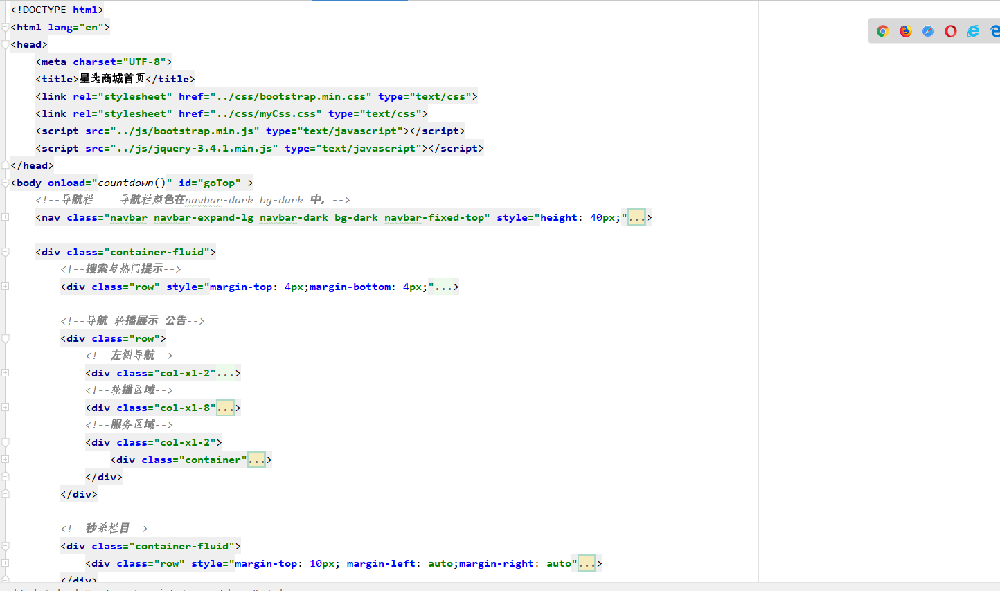 <!DOCTYPE html>
<html lang="en">
<head>
<meta charset="UTF-8">
<title>星选商城首页</title>
<link rel="stylesheet" href="../css/bootstrap.min.css" type="text/css">
<link rel="stylesheet" href="../css/myCss.css" type="text/css">
<script src="../js/bootstrap.min.js" type="text/javascript"></script>
<script src="../js/jquery-3.4.1.min.js" type="text/javascript"></script>
</head>
<body onload="countdown()" id="goTop" >
<!--导航栏    导航栏颜色在navbar-dark bg-dark 中，-->
<nav class="navbar navbar-expand-lg navbar-dark bg-dark navbar-fixed-top" style="height: 40px;"...>
<div class="container-fluid">
<!--搜索与热门提示-->
<div class="row" style="margin-top: 4px;margin-bottom: 4px;"...>
<!--导航 轮播展示 公告-->
<div class="row">
<!--左侧导航-->
<div class="col-xl-2"...>
<!--轮播区域-->
<div class="col-xl-8"...>
<!--服务区域-->
<div class="col-xl-2">
<div class="container"...>
</div>
</div>
<!--秒杀栏目-->
<div class="container-fluid">
<div class="row" style="margin-top: 10px; margin-left: auto;margin-right: auto"...>
</div>